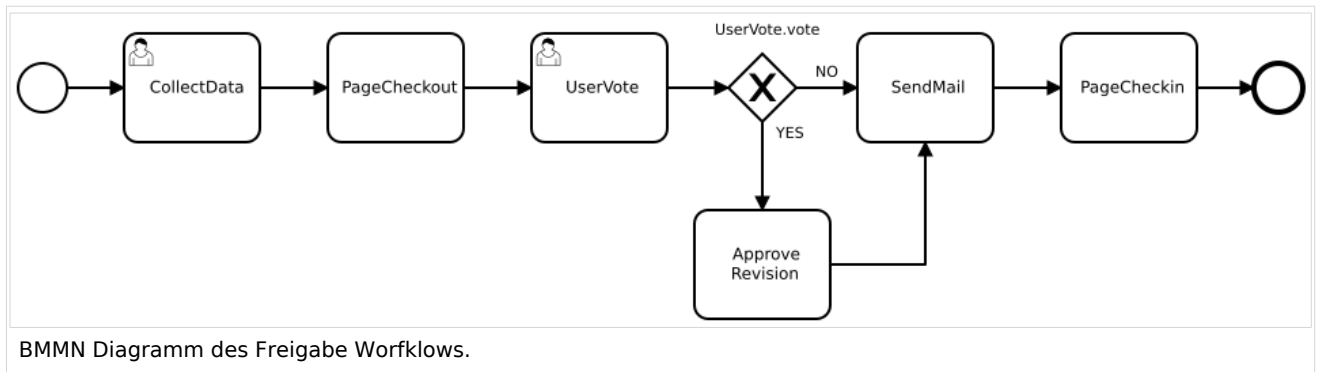 UserVote.vote
CollectData
PageCheckout
UserVote
NO
SendMail
PageCheckin
YES
Approve
Revision
BMMN Diagramm des Freigabe Worfklows.